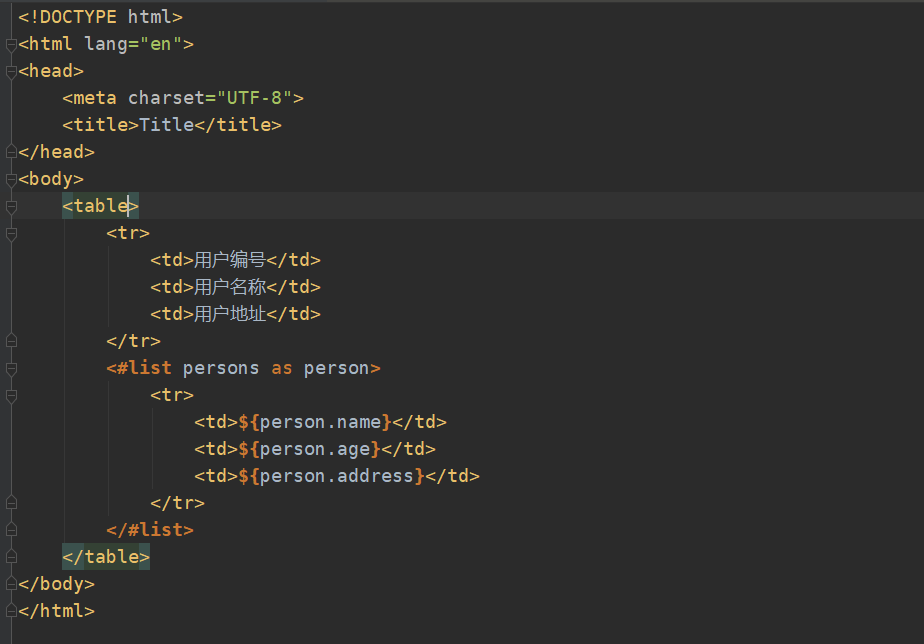 <!DOCTYPE html>
<html lang="en">
<head>
    <meta charset="UTF-8">
    <title>Title</title>
</head>
<body>
    <table>
        <tr>
            <td>用户编号</td>
            <td>用户名称</td>
            <td>用户地址</td>
        </tr>
        <#list persons as person>
            <tr>
                <td>${person.name}</td>
                <td>${person.age}</td>
                <td>${person.address}</td>
            </tr>
        </#list>
    </table>
</body>
</html>